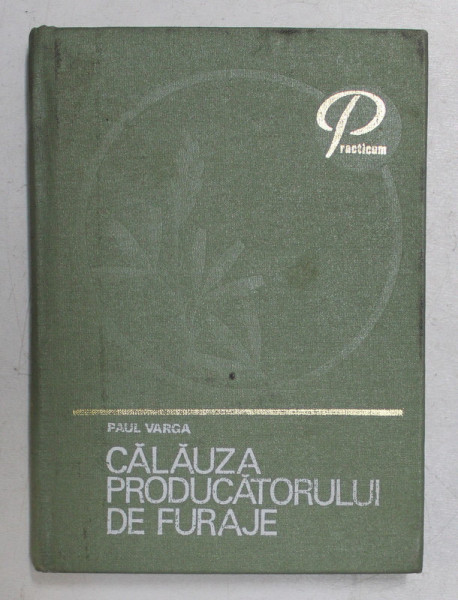 Practicum
PAUL VARGA
CĂLĂUZA
PRODUCĂTORULUI
DE FURAJE